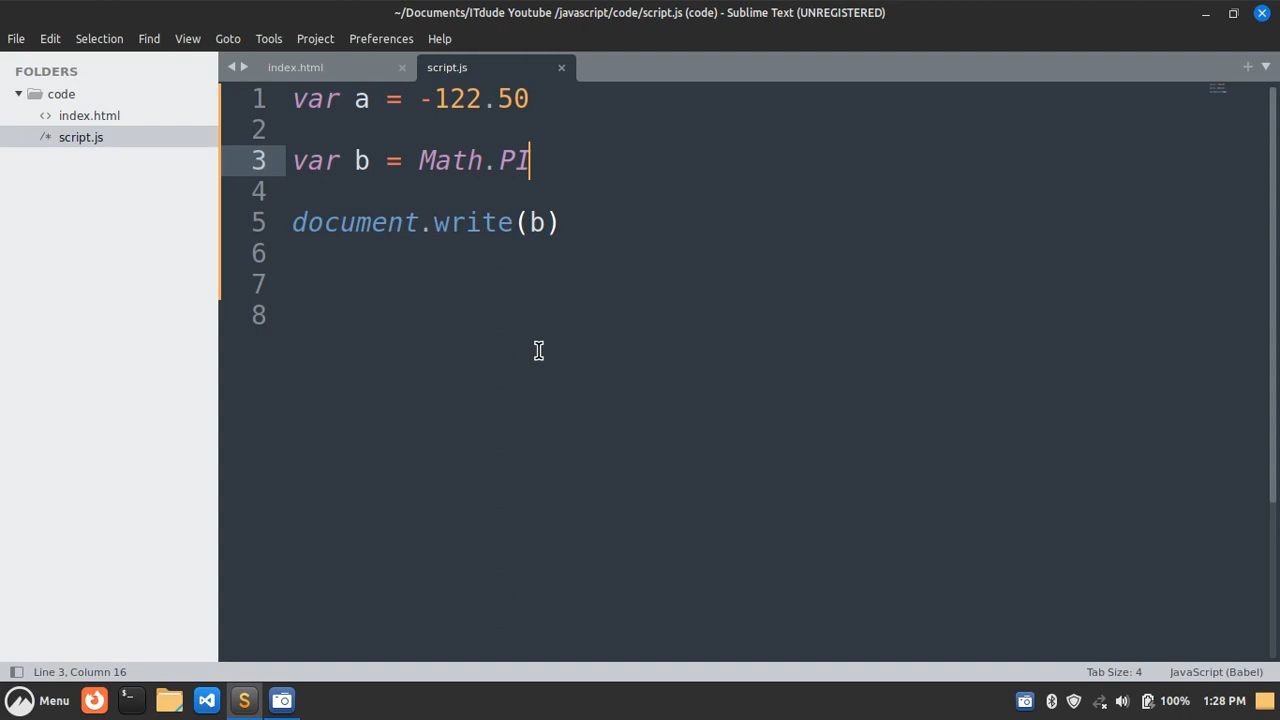 ~/Documents/ITdude Youtube /javascript/code/script.js (code) - Sublime Text (UNREGISTERED)
File Edit Selection Find View Goto Tools Project Preferences Help
FOLDERS
code
index.html
/* script.js
index.html
script.js
1 var a = -122.50
2
3 var b = Math.PI
4
5 document.write(b)
6
7
8
Line 3, Column 16
Tab Size: 4
JavaScript (Babel)
Menu
100%
1:28 PM